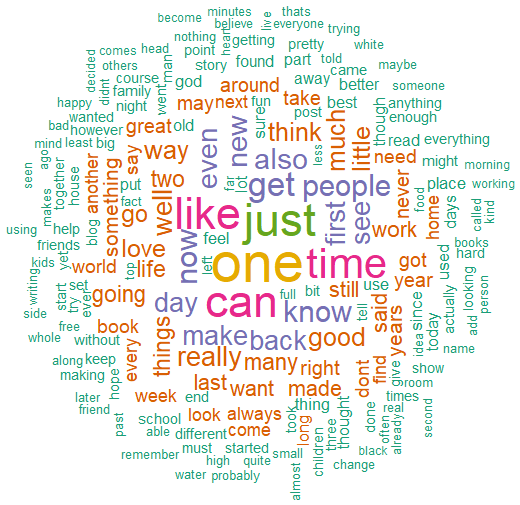 become minutes thats
believe everyone
live
nothing heart trying
getting pretty white
comes head point
man
told maybe
others story found part came
decided
didnt course god away better someone
went
family around take
happy night may next fun best anything
wanted great old sure post though enough
bad however think much read everything
mind least big say way even new also little need might morning
seen ago together house another something put two far lot less never place working
makes fact well get people first see food called kind
using help blog go like just work home days
friends love feel now time books
kids yet world life left got used hard
writing start set top one still year since actually looking person
try ever going day can full bit use add
side free book things know tell said years today idea name
whole without make back good
along keep every really many right dont find give show
making hope room
later week last want made times
friend past school end look always thing thought done often real already second
able different come took long three
remember must started small black
high quite children change
water probably almost